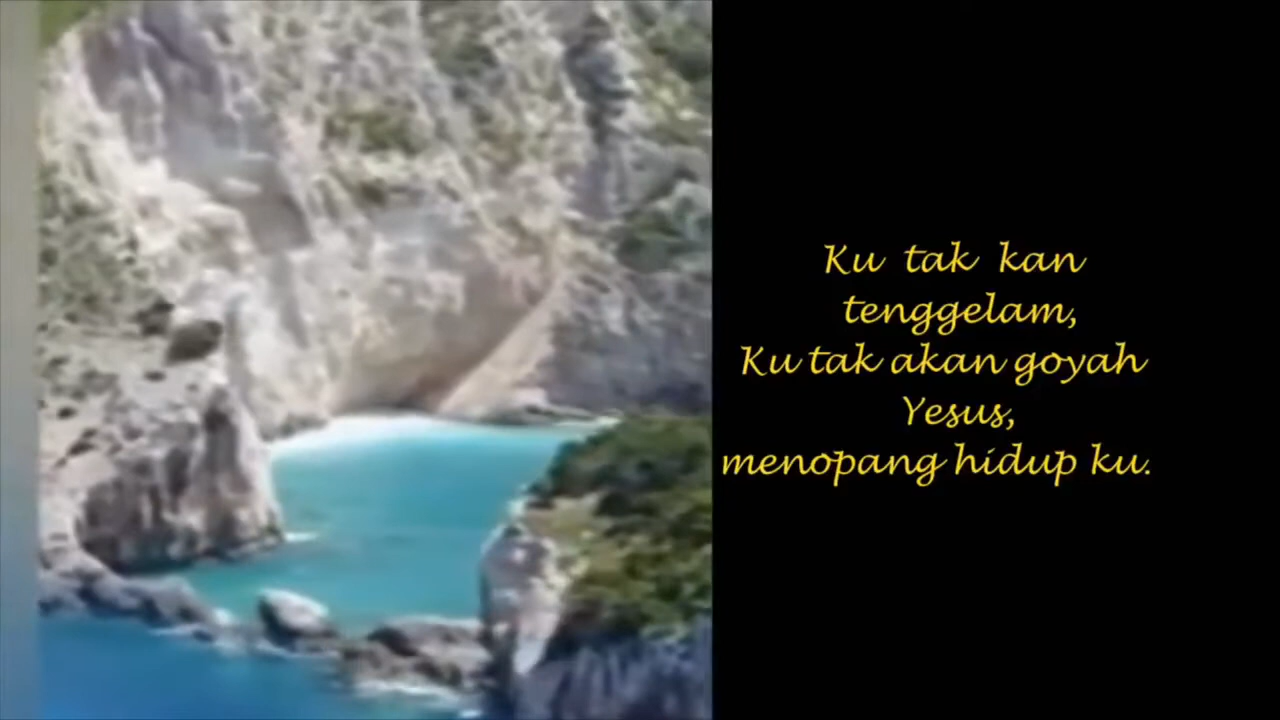 Ku tak kan
tenggelam,
Ku tak akan goyah
Yesus,
menopang hidup ku.